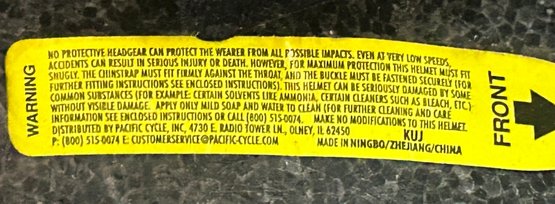 WARNING
NO PROTECTIVE HEADGEAR CAN PROTECT THE WEARER FROM ALL POSSIBLE IMPACTS. EVEN AT VERY LOW SPEEDS,
ACCIDENTS CAN RESULT IN SERIOUS INJURY OR DEATH. HOWEVER, FOR MAXIMUM PROTECTION THIS HELMET MUST FIT
SNUGLY. THE CHINSTRAP MUST FIT FIRMLY AGAINST THE THROAT, AND THE BUCKLE MUST BE FASTENED SECURELY (FOR
FURTHER FITTING INSTRUCTIONS SEE ENCLOSED INSTRUCTIONS). THIS HELMET CAN BE SERIOUSLY DAMAGED BY SOME
COMMON SUBSTANCES (FOR EXAMPLE: CERTAIN SOLVENTS LIKE AMMONIA, CERTAIN CLEANERS SUCH AS BLEACH, ETC.)
WITHOUT VISIBLE DAMAGE. APPLY ONLY MILD SOAP AND WATER TO CLEAN (FOR FURTHER CLEANING AND CARE
INFORMATION SEE ENCLOSED INSTRUCTIONS OR CALL (800) 515-0074. MAKE NO MODIFICATIONS TO THIS HELMET.
DISTRIBUTED BY PACIFIC CYCLE, INC, 4730 E. RADIO TOWER LN., OLNEY, IL 62450 KUJ
P: (800) 515-0074 E: CUSTOMERSERVICE@PACIFIC-CYCLE.COM MADE IN NINGBO/ZHEJIANG/CHINA
FRONT